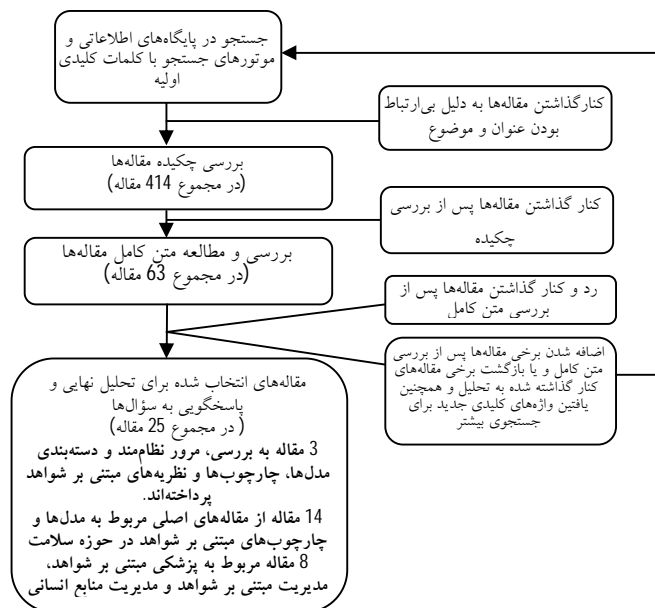 جستجو در پایگاه‌های اطلاعاتی و
موتورهای جستجو با کلمات کلیدی
اولیه
کنارگذاشتن مقاله‌ها به دلیل بی‌ارتباط
بودن عنوان و موضوع
بررسی چکیده مقاله‌ها
(در مجموع 414 مقاله)
کنار گذاشتن مقاله‌ها پس از بررسی
چکیده
بررسی و مطالعه متن کامل مقاله‌ها
(در مجموع 63 مقاله)
رد و کنار گذاشتن مقاله‌ها پس از
بررسی متن کامل
اضافه شدن برخی مقاله‌ها پس از بررسی
متن کامل و یا بازگشت برخی مقاله‌های
کنار گذاشته شده به تحلیل و همچنین
یافتین واژه‌های کلیدی جدید برای
جستجوی بیشتر
مقاله‌های انتخاب شده برای تحلیل نهایی و
پاسخگویی به سؤال‌ها
( در مجموع 25 مقاله)
3 مقاله به بررسی، مرور نظام‌مند و دسته‌بندی
مدل‌ها، چارچوب‌ها و نظریه‌های مبتنی بر شواهد
پرداخته‌اند.
14 مقاله از مقاله‌های اصلی مربوط به مدل‌ها و
چارچوب‌های مبتنی بر شواهد در حوزه سلامت
8 مقاله مربوط به پزشکی مبتنی بر شواهد،
مدیریت مبتنی بر شواهد و مدیریت منابع انسانی